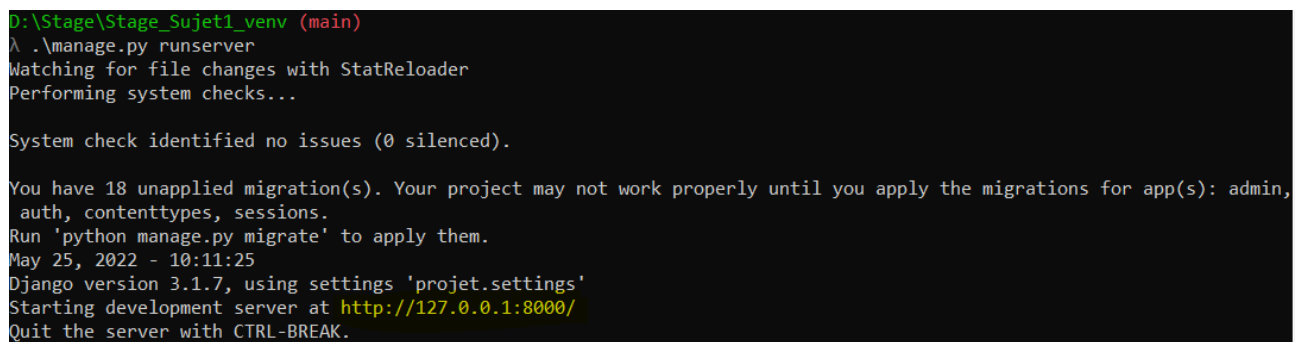 D:\Stage\Stage_Sujet1_venv (main)
λ .\manage.py runserver
Watching for file changes with StatReloader
Performing system checks...
System check identified no issues (0 silenced).
You have 18 unapplied migration(s). Your project may not work properly until you apply the migrations for app(s): admin,
auth, contenttypes, sessions.
Run 'python manage.py migrate' to apply them.
May 25, 2022 - 10:11:25
Django version 3.1.7, using settings 'projet.settings'
Starting development server at http://127.0.0.1:8000/
Quit the server with CTRL-BREAK.